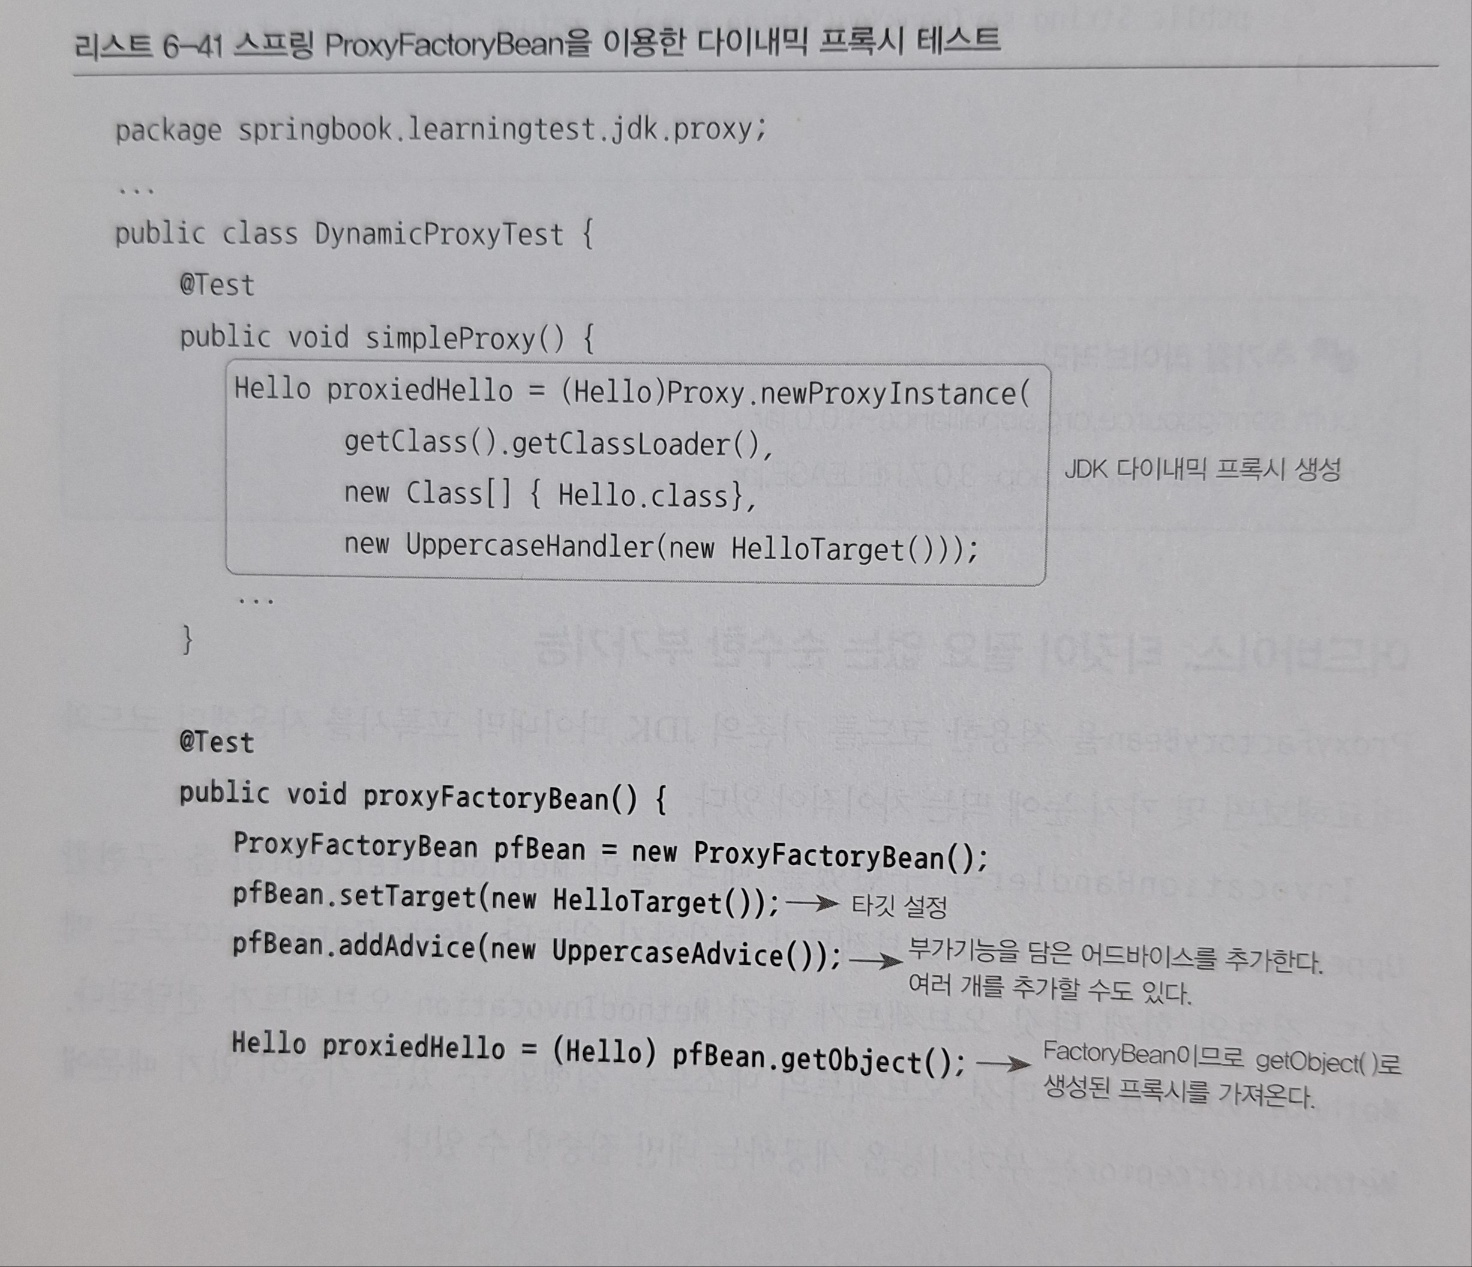 리스트 6–41 스프링 ProxyFactoryBean을 이용한 다이내믹 프록시 테스트
package springbook.learningtest.jdk.proxy;
...
public class DynamicProxyTest {
@Test
public void simpleProxy() {
Hello proxiedHello = (Hello)Proxy.newProxyInstance(
getClass().getClassLoader(),
new Class[] { Hello.class},
new UppercaseHandler(new HelloTarget()));
JDK 다이내믹 프록시 생성
...
}
@Test
public void proxyFactoryBean() {
ProxyFactoryBean pfBean = new ProxyFactoryBean();
pfBean.setTarget(new HelloTarget()); → 타깃 설정
pfBean.addAdvice(new UppercaseAdvice()); → 부가기능을 담은 어드바이스를 추가한다.
여러 개를 추가할 수도 있다.
Hello proxiedHello = (Hello) pfBean.getObject(); → FactoryBean이므로 getObject()로
생성된 프록시를 가져온다.